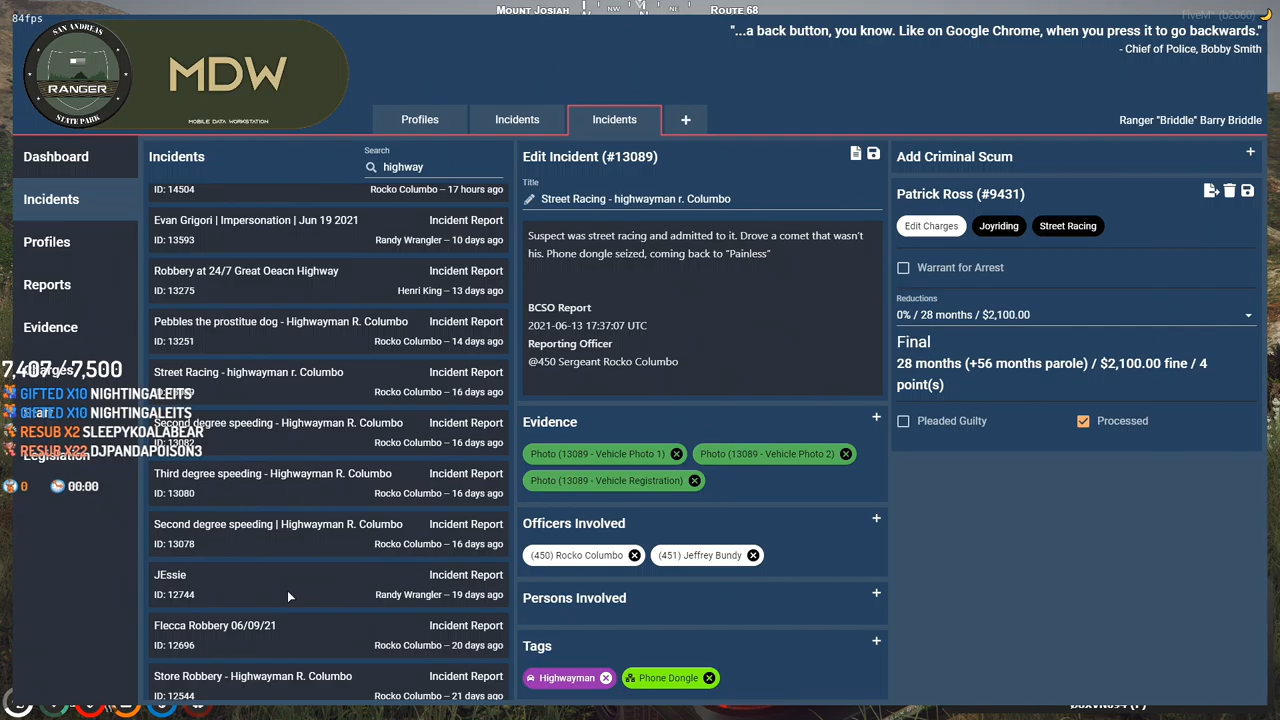 84fps
MOUNT JOSIAH
NW
NE
ROUTE 68
FiveM® (b2060)
"...a back button, you know. Like on Google Chrome, when you press it to go backwards."
- Chief of Police, Bobby Smith
SAN ANDREAS
RANGER
STATE PARK
MDW
MOBILE DATA WORKSTATION
Profiles
Incidents
Incidents
+
Ranger "Briddle" Barry Briddle
Dashboard
Incidents
Profiles
Reports
Evidence
Charges
Staff
Legislation
7,407 / 7,500
GIFTED X10 NIGHTINGALEITS
GIFTED X10 NIGHTINGALEITS
RESUB X2 SLEEPYKOALABEAR
RESUB X22 DJPANDAPOISON3
0
00:00
Incidents
Search
highway
ID: 14504
Rocko Columbo – 17 hours ago
Evan Grigori | Impersonation | Jun 19 2021
Incident Report
ID: 13593
Randy Wrangler – 10 days ago
Robbery at 24/7 Great Oeacn Highway
Incident Report
ID: 13275
Henri King – 13 days ago
Pebbles the prostitue dog - Highwayman R. Columbo
Incident Report
ID: 13251
Rocko Columbo – 14 days ago
Street Racing - highwayman r. Columbo
Incident Report
ID: 13089
Rocko Columbo – 16 days ago
Second degree speeding - Highwayman R. Columbo
Incident Report
ID: 13082
Rocko Columbo – 16 days ago
Third degree speeding - Highwayman R. Columbo
Incident Report
ID: 13080
Rocko Columbo – 16 days ago
Second degree speeding | Highwayman R. Columbo
Incident Report
ID: 13078
Rocko Columbo – 16 days ago
JEssie
Incident Report
ID: 12744
Randy Wrangler – 19 days ago
Flecca Robbery 06/09/21
Incident Report
ID: 12696
Rocko Columbo – 20 days ago
Store Robbery - Highwayman R. Columbo
Incident Report
ID: 12544
Rocko Columbo – 21 days ago
Edit Incident (#13089)
Title
Street Racing - highwayman r. Columbo
Suspect was street racing and admitted to it. Drove a comet that wasn't
his. Phone dongle seized, coming back to "Painless"
BCSO Report
2021-06-13 17:37:07 UTC
Reporting Officer
@450 Sergeant Rocko Columbo
Evidence
+
Photo (13089 - Vehicle Photo 1)
Photo (13089 - Vehicle Photo 2)
Photo (13089 - Vehicle Registration)
Officers Involved
+
(450) Rocko Columbo
(451) Jeffrey Bundy
Persons Involved
+
Tags
+
Highwayman
Phone Dongle
Add Criminal Scum
+
Patrick Ross (#9431)
Edit Charges
Joyriding
Street Racing
Warrant for Arrest
Reductions
0% / 28 months / $2,100.00
Final
28 months (+56 months parole) / $2,100.00 fine / 4
point(s)
Pleaded Guilty
Processed